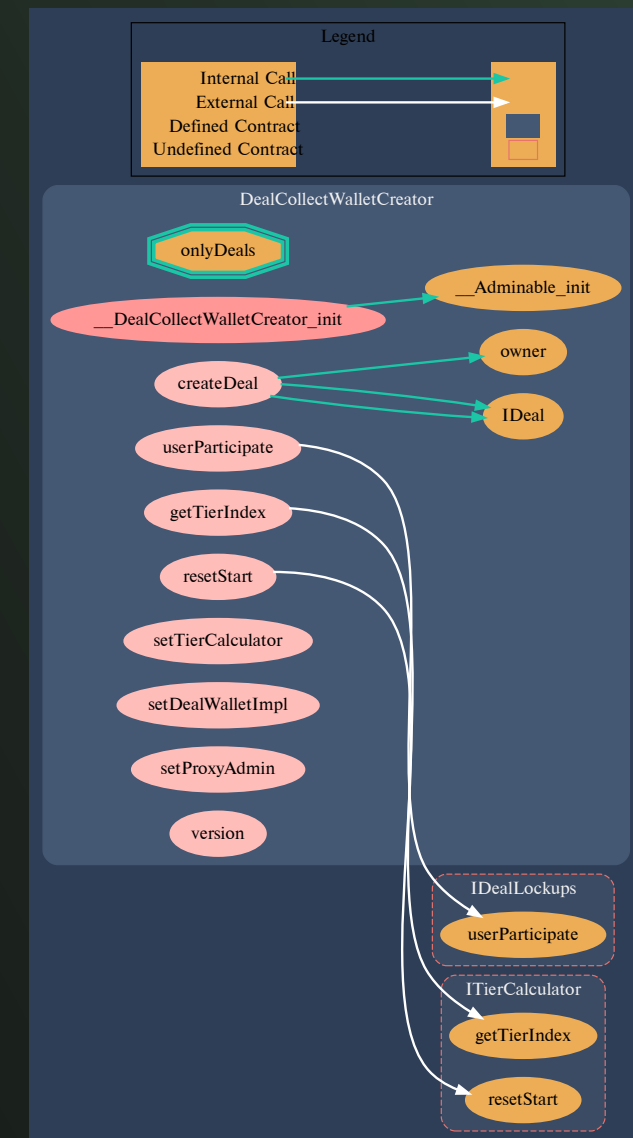 Legend
Internal Call
External Call
Defined Contract
Undefined Contract
DealCollectWalletCreator
onlyDeals
__Adminable_init
__DealCollectWalletCreator_init
owner
createDeal
IDeal
userParticipate
getTierIndex
resetStart
setTierCalculator
setDealWalletImpl
setProxyAdmin
version
IDealLockups
userParticipate
ITierCalculator
getTierIndex
resetStart